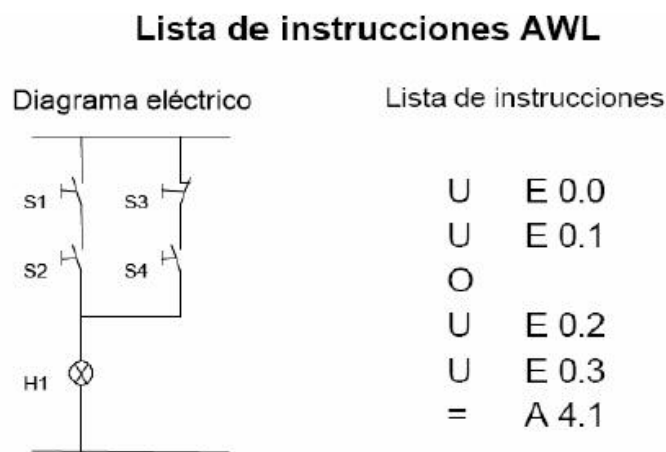 Lista de instrucciones AWL
Diagrama eléctrico
S1
S3
S2
S4
H1
Lista de instrucciones
U E 0.0
U E 0.1
O
U E 0.2
U E 0.3
= A 4.1